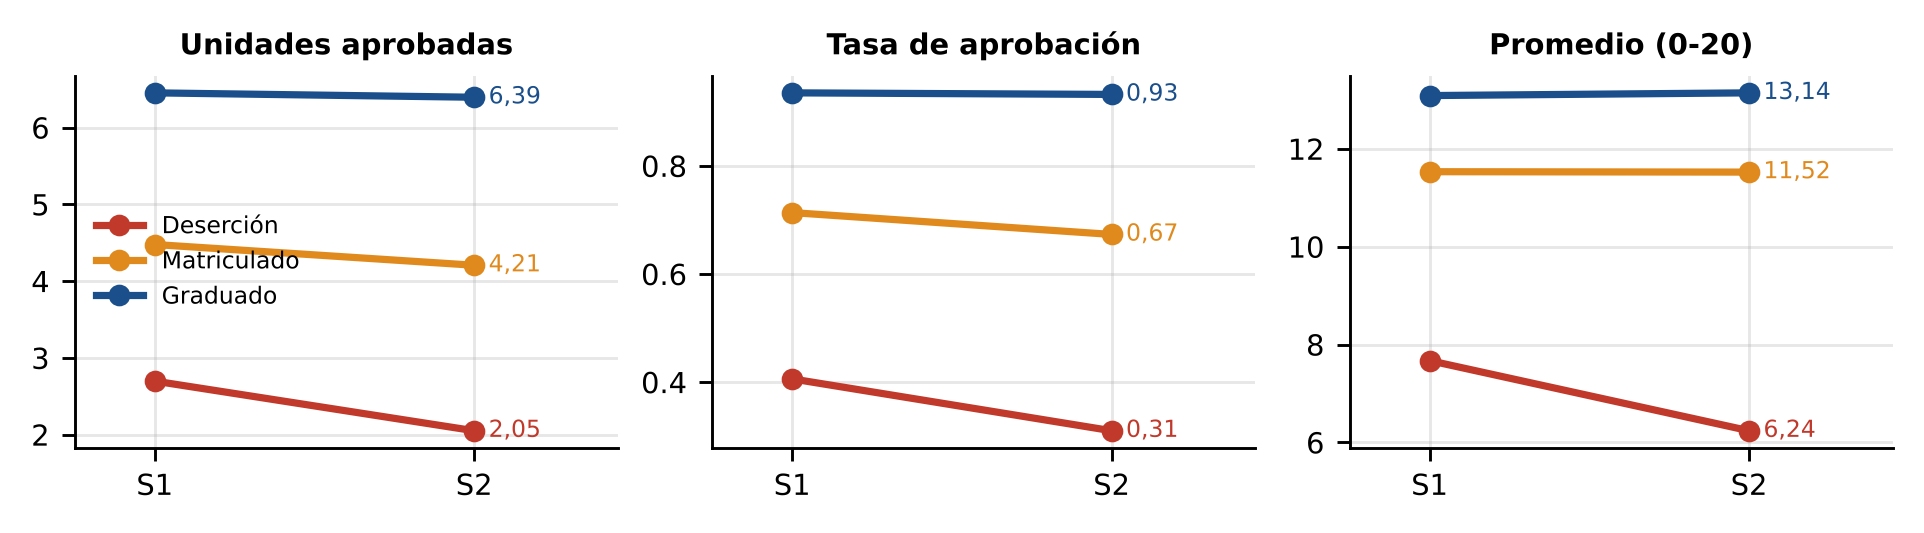 Unidades aprobadas
6
5
4
3
2
Deserción
Matriculado
Graduado
6,39
4,21
2,05
S1
S2
Tasa de aprobación
0.8
0.6
0.4
0,93
0,67
0,31
S1
S2
Promedio (0-20)
12
10
8
6
13,14
11,52
6,24
S1
S2